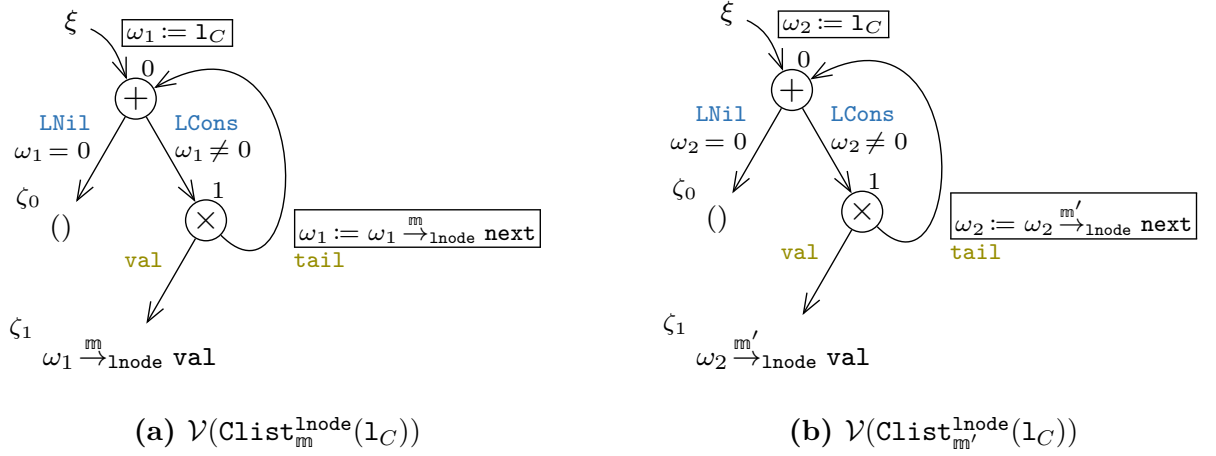 ξ
ω₁ := l_C
0
+
LNil
LCons
ω₁ = 0
ω₁ ≠ 0
ζ₀
()
1
×
ω₁ := ω₁ →^𝕞_lnode next
val
tail
ζ₁
ω₁ →^𝕞_lnode val
(a) 𝒱(Clist^lnode_𝕞(l_C))
ξ
ω₂ := l_C
0
+
LNil
LCons
ω₂ = 0
ω₂ ≠ 0
ζ₀
()
1
×
ω₂ := ω₂ →^𝕞′_lnode next
val
tail
ζ₁
ω₂ →^𝕞′_lnode val
(b) 𝒱(Clist^lnode_𝕞′(l_C))